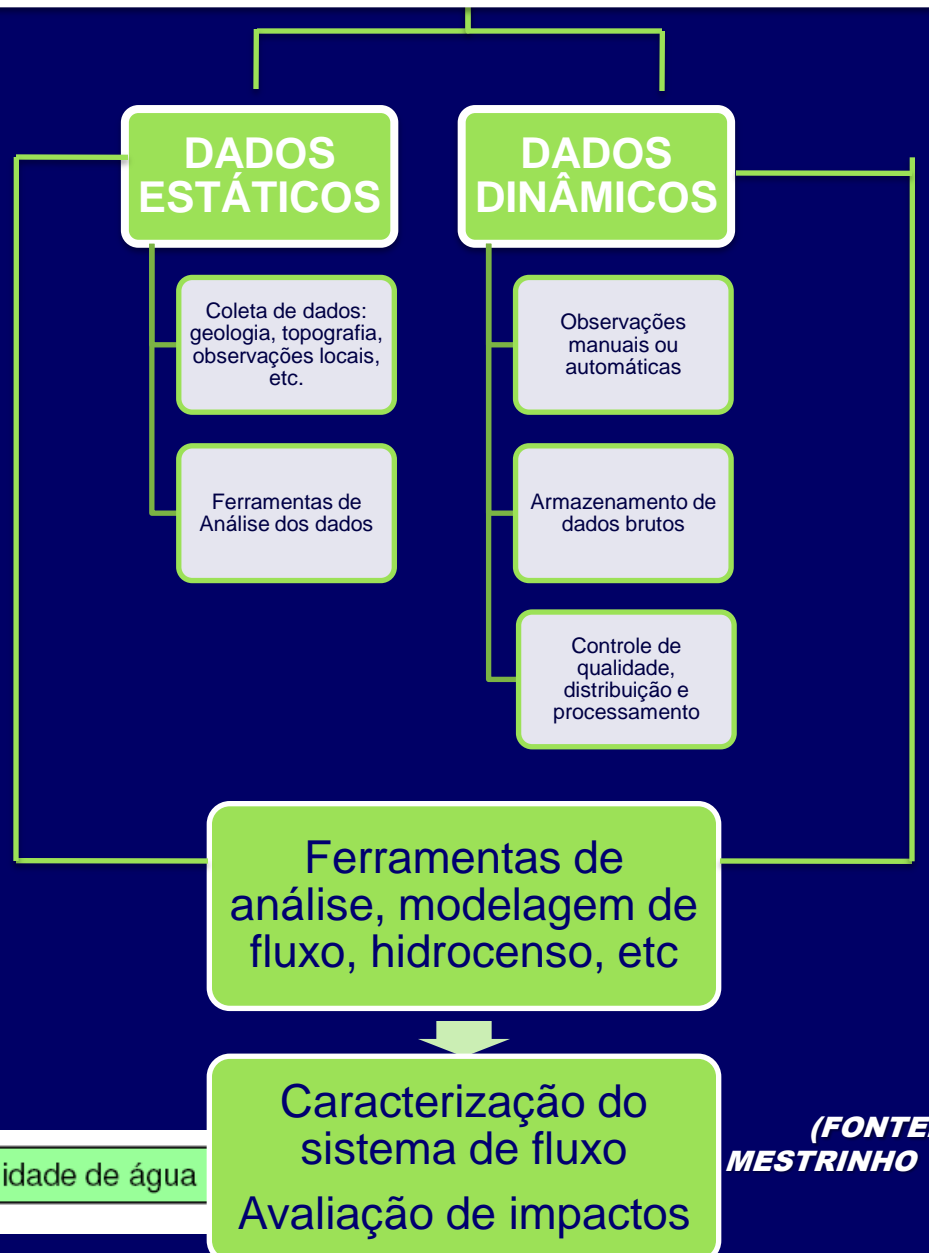 DADOS
ESTÁTICOS
Coleta de dados:
geologia, topografia,
observações locais,
etc.
Ferramentas de
Análise dos dados
DADOS
DINÂMICOS
Observações
manuais ou
automáticas
Armazenamento de
dados brutos
Controle de
qualidade,
distribuição e
processamento
Ferramentas de
análise, modelagem de
fluxo, hidrocenso, etc
Caracterização do
sistema de fluxo
Avaliação de impactos
idade de água
(FONTE
MESTRINHO